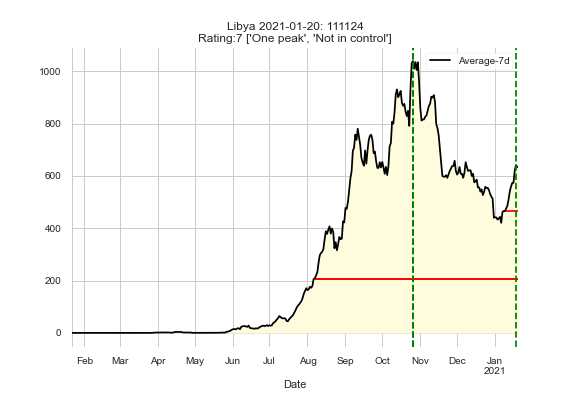 Libya 2021-01-20: 111124
Rating:7 ['One peak', 'Not in control']
Average-7d
1000
800
600
400
200
0
Feb Mar Apr May Jun Jul Aug Sep Oct Nov Dec Jan
2021
Date